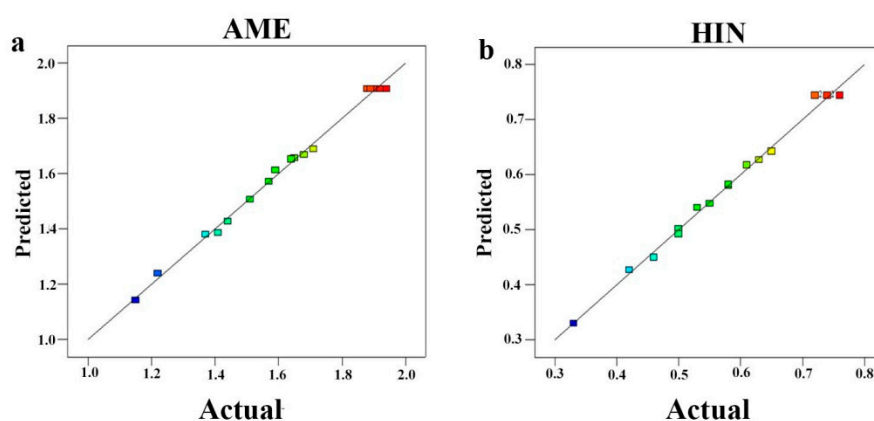 a
AME
2.0
1.8
1.6
1.4
1.2
1.0
Predicted
1.0 1.2 1.4 1.6 1.8 2.0
Actual
b
HIN
0.8
0.7
0.6
0.5
0.4
0.3
Predicted
0.3 0.4 0.5 0.6 0.7 0.8
Actual